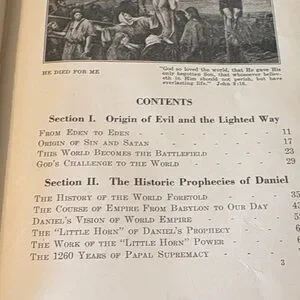 HE DIED FOR ME
"God so loved the world, that He gave His
only begotten Son, that whosoever believ-
eth in Him should not perish, but have
everlasting life." John 3:16.
CONTENTS
Section I. Origin of Evil and the Lighted Way
From Eden to Eden 11
Origin of Sin and Satan 17
This World Becomes the Battlefield 23
God's Challenge to the World 29
Section II. The Historic Prophecies of Daniel
The History of the World Foretold 35
The Course of Empire From Babylon to Our Day
Daniel's Vision of World Empire
The "Little Horn" of Daniel's Prophecy
The Work of the "Little Horn" Power
The 1260 Years of Papal Supremacy
3